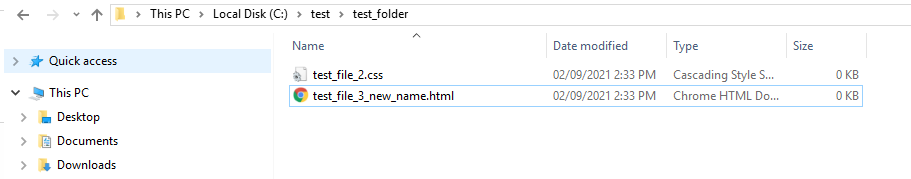 This PC > Local Disk (C:) > test > test_folder
Name Date modified Type Size
Quick access
test_file_2.css 02/09/2021 2:33 PM Cascading Style S... 0 KB
This PC
test_file_3_new_name.html 02/09/2021 2:33 PM Chrome HTML Do... 0 KB
Desktop
Documents
Downloads